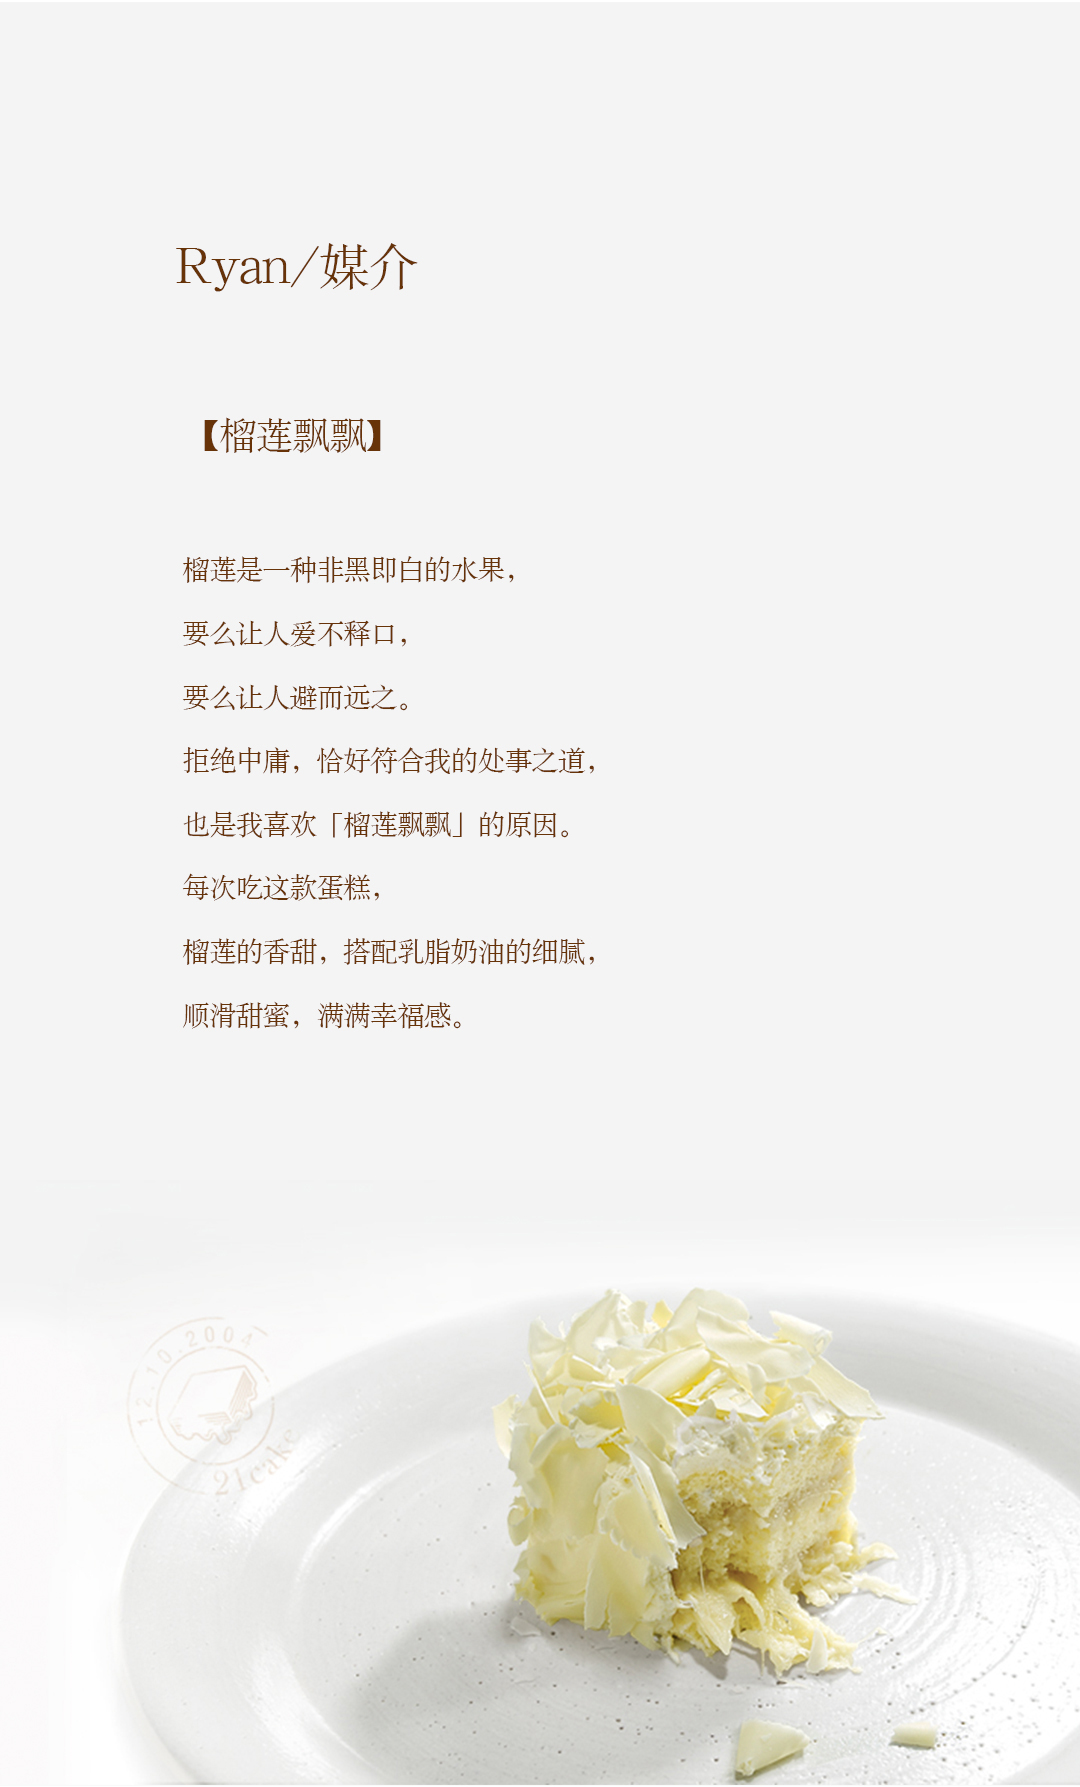 Ryan/媒介
【榴莲飘飘】
榴莲是一种非黑即白的水果，
要么让人爱不释口，
要么让人避而远之。
拒绝中庸，恰好符合我的处事之道，
也是我喜欢「榴莲飘飘」的原因。
每次吃这款蛋糕，
榴莲的香甜，搭配乳脂奶油的细腻，
顺滑甜蜜，满满幸福感。
12.10.2004
21cake